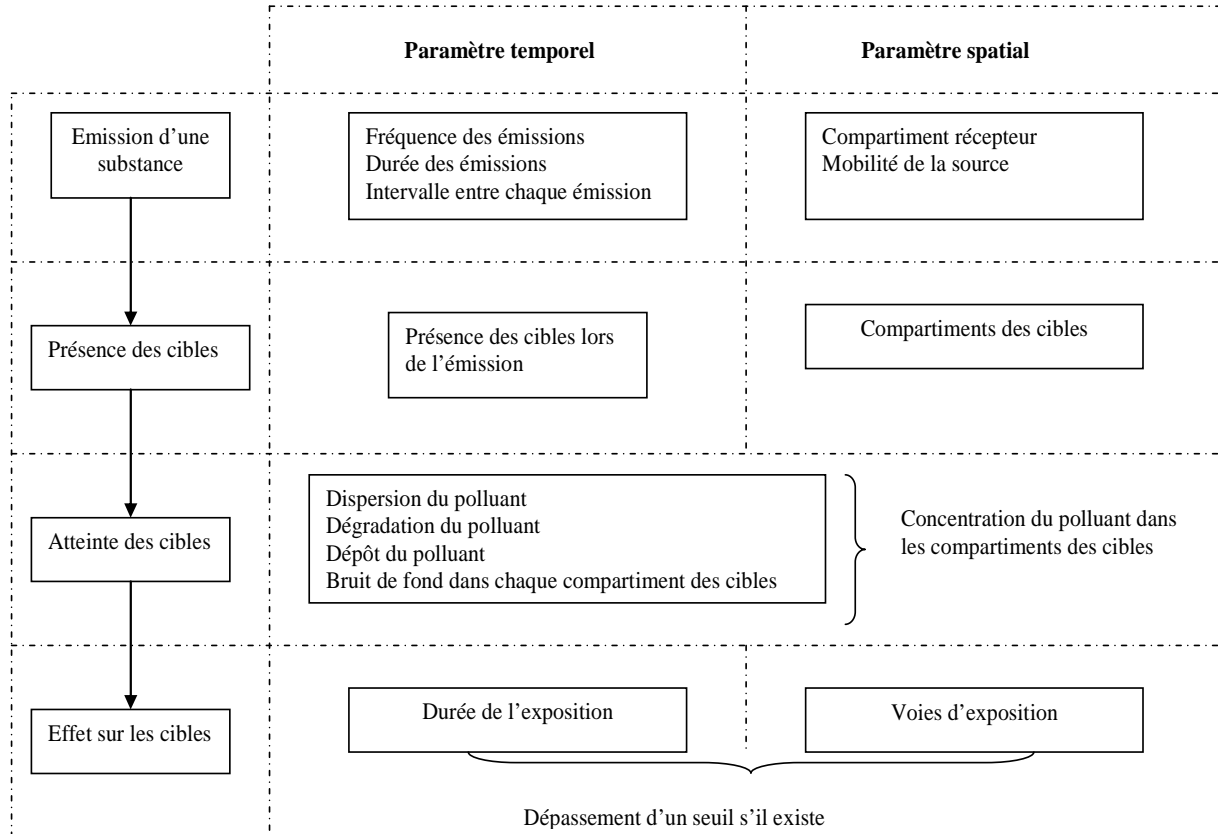 Paramètre temporel
Paramètre spatial
Emission d'une
substance
Fréquence des émissions
Durée des émissions
Intervalle entre chaque émission
Compartiment récepteur
Mobilité de la source
Présence des cibles
Présence des cibles lors
de l'émission
Compartiments des cibles
Atteinte des cibles
Dispersion du polluant
Dégradation du polluant
Dépôt du polluant
Bruit de fond dans chaque compartiment des cibles
Concentration du polluant dans
les compartiments des cibles
Effet sur les cibles
Durée de l'exposition
Voies d'exposition
Dépassement d'un seuil s'il existe